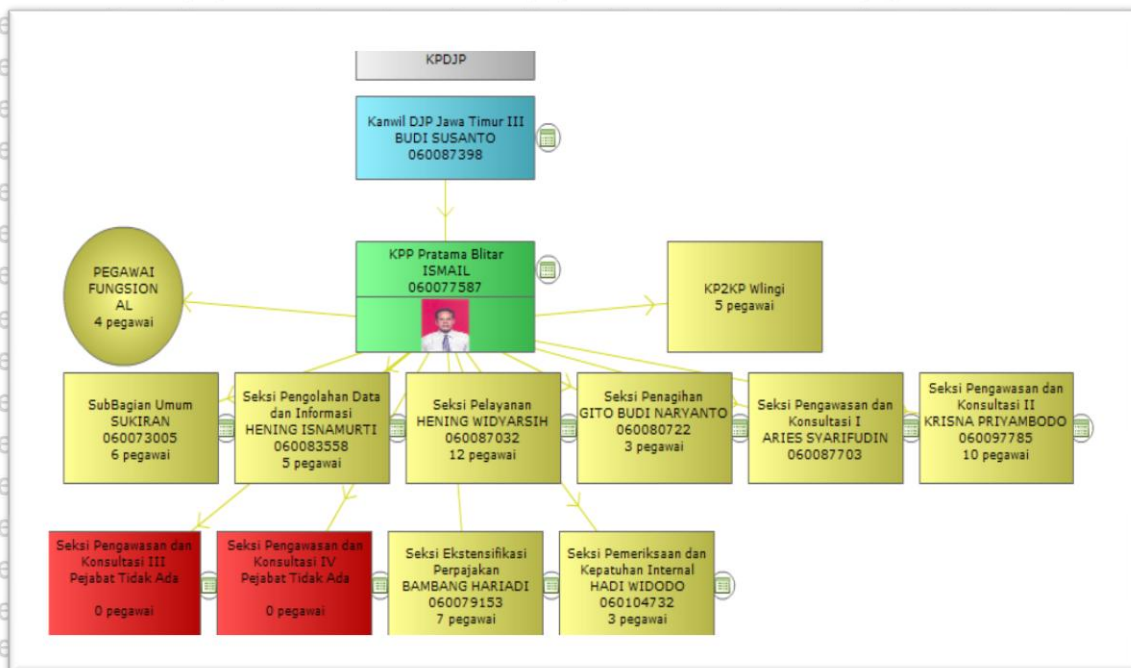 KPDJP
Kanwil DJP Jawa Timur III
BUDI SUSANTO
060087398
KPP Pratama Blitar
ISMAIL
060077587
PEGAWAI
FUNGSION
AL
4 pegawai
KP2KP Wlingi
5 pegawai
SubBagian Umum
SUKIRAN
060073005
6 pegawai
Seksi Pengolahan Data
dan Informasi
HENING ISNAMURTI
060083558
5 pegawai
Seksi Pelayanan
HENING WIDYARSIH
060087032
12 pegawai
Seksi Penagihan
GITO BUDI NARYANTO
060080722
3 pegawai
Seksi Pengawasan dan
Konsultasi I
ARIES SYARIFUDIN
060087703
Seksi Pengawasan dan
Konsultasi II
KRISNA PRIYAMBODO
060097785
10 pegawai
Seksi Pengawasan dan
Konsultasi III
Pejabat Tidak Ada
0 pegawai
Seksi Pengawasan dan
Konsultasi IV
Pejabat Tidak Ada
0 pegawai
Seksi Ekstensifikasi
Perpajakan
BAMBANG HARIADI
060079153
7 pegawai
Seksi Pemeriksaan dan
Kepatuhan Internal
HADI WIDODO
060104732
3 pegawai